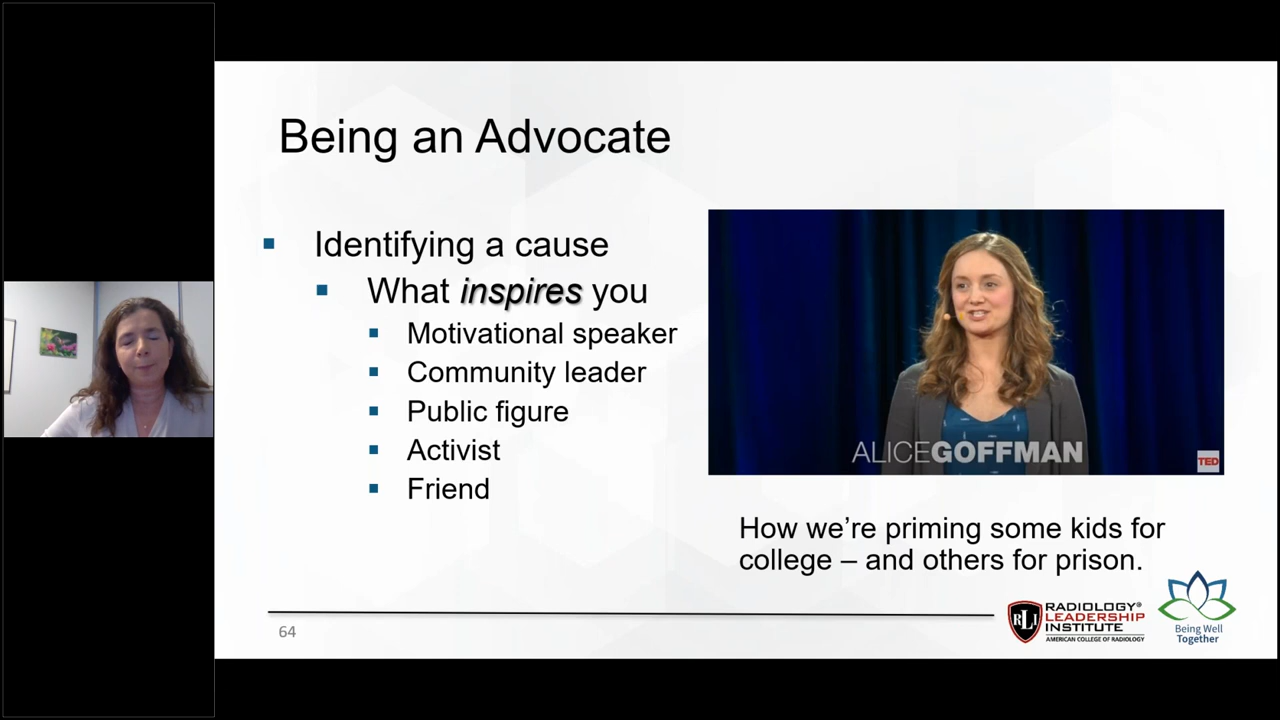 Being an Advocate
Identifying a cause
What inspires you
Motivational speaker
Community leader
Public figure
Activist
Friend
ALICEGOFFMAN
TED
How we’re priming some kids for
college – and others for prison.
64
RLI
RADIOLOGY®
LEADERSHIP
INSTITUTE
AMERICAN COLLEGE OF RADIOLOGY
Being Well
Together